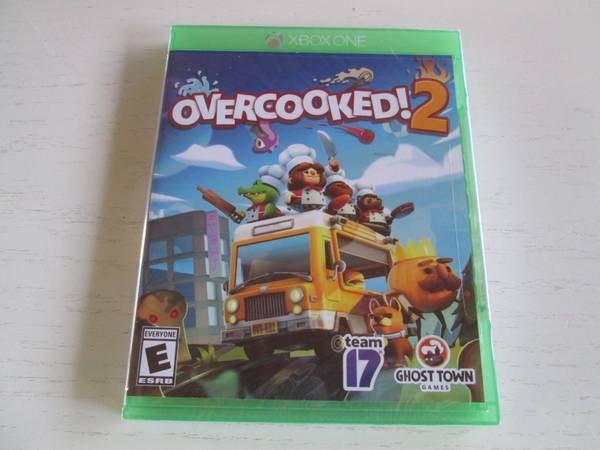 XBOX ONE
OVERCOOKED! 2
EVERYONE
E
ESRB
team
17
GHOST TOWN
GAMES